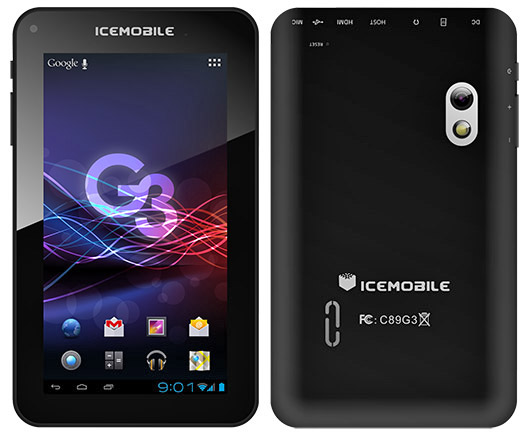 ICEMOBILE
Google
G3
9:01
MIC
HDMI
HOST
DC
RESET
ICEMOBILE
FC: C89G3